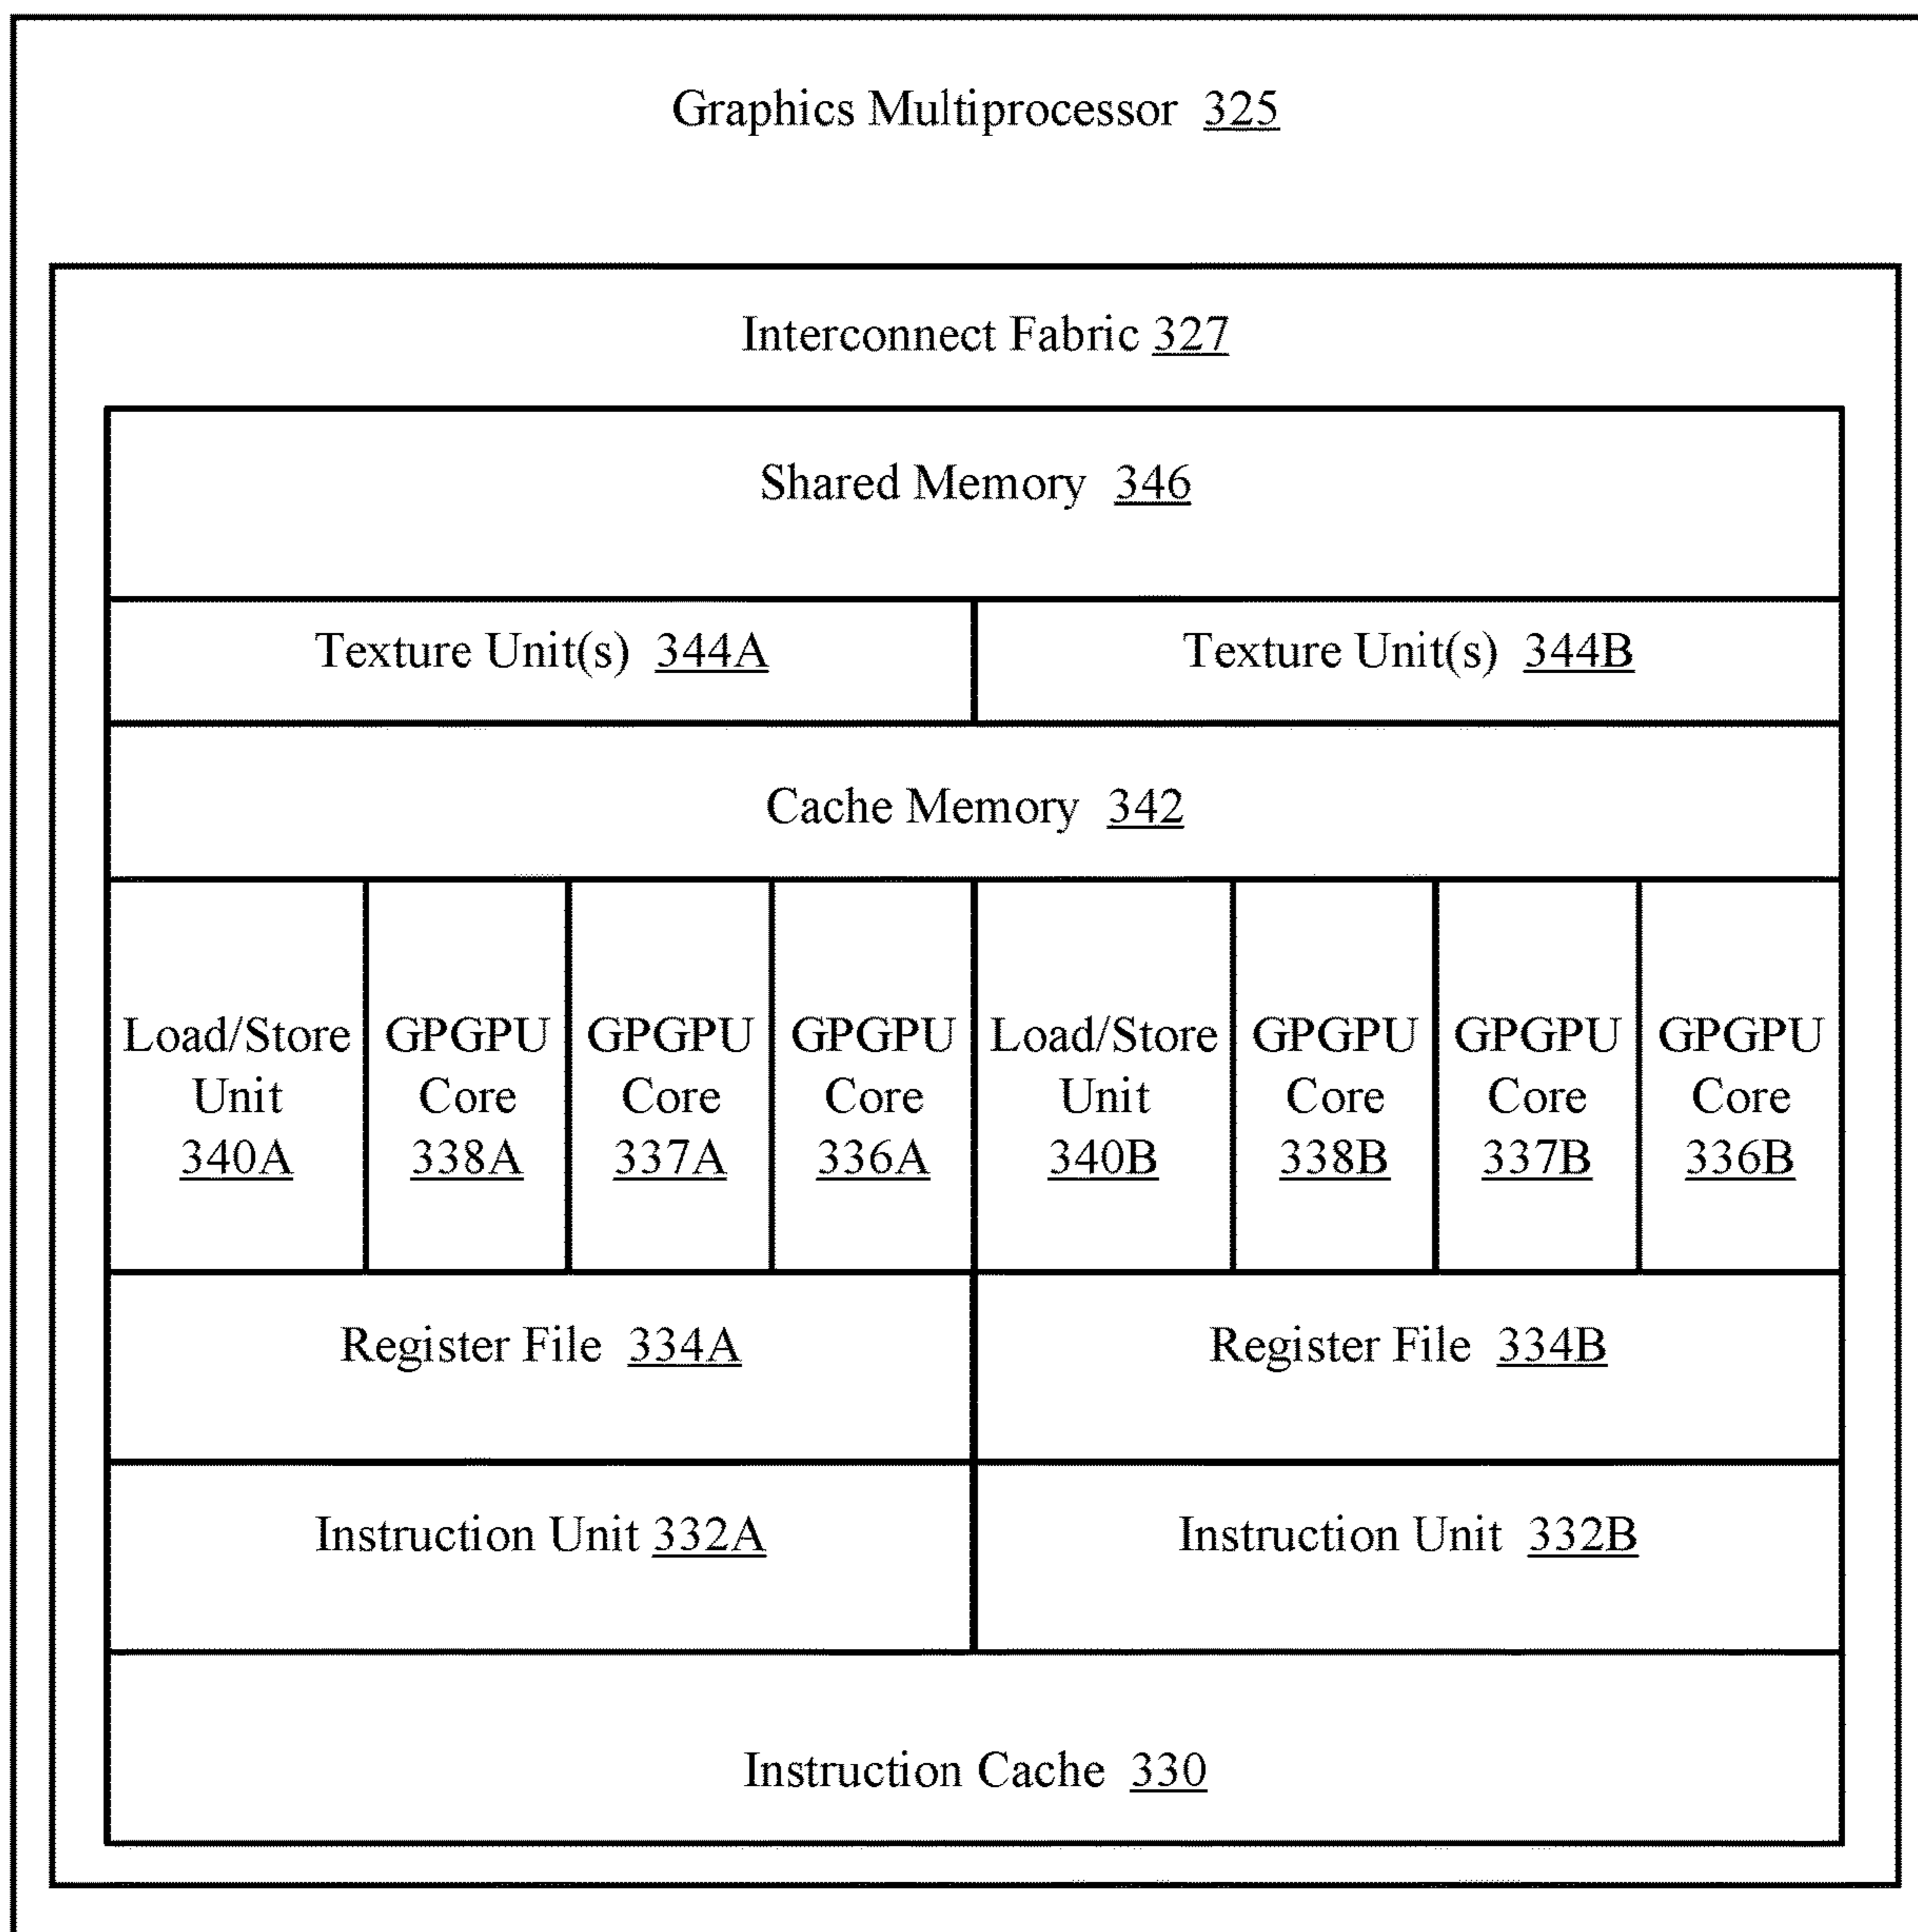 Graphics Multiprocessor 325
Interconnect Fabric 327
Shared Memory 346
Texture Unit(s) 344A
Texture Unit(s) 344B
Cache Memory 342
Load/Store
Unit
340A
GPGPU
Core
338A
GPGPU
Core
337A
GPGPU
Core
336A
Load/Store
Unit
340B
GPGPU
Core
338B
GPGPU
Core
337B
GPGPU
Core
336B
Register File 334A
Register File 334B
Instruction Unit 332A
Instruction Unit 332B
Instruction Cache 330